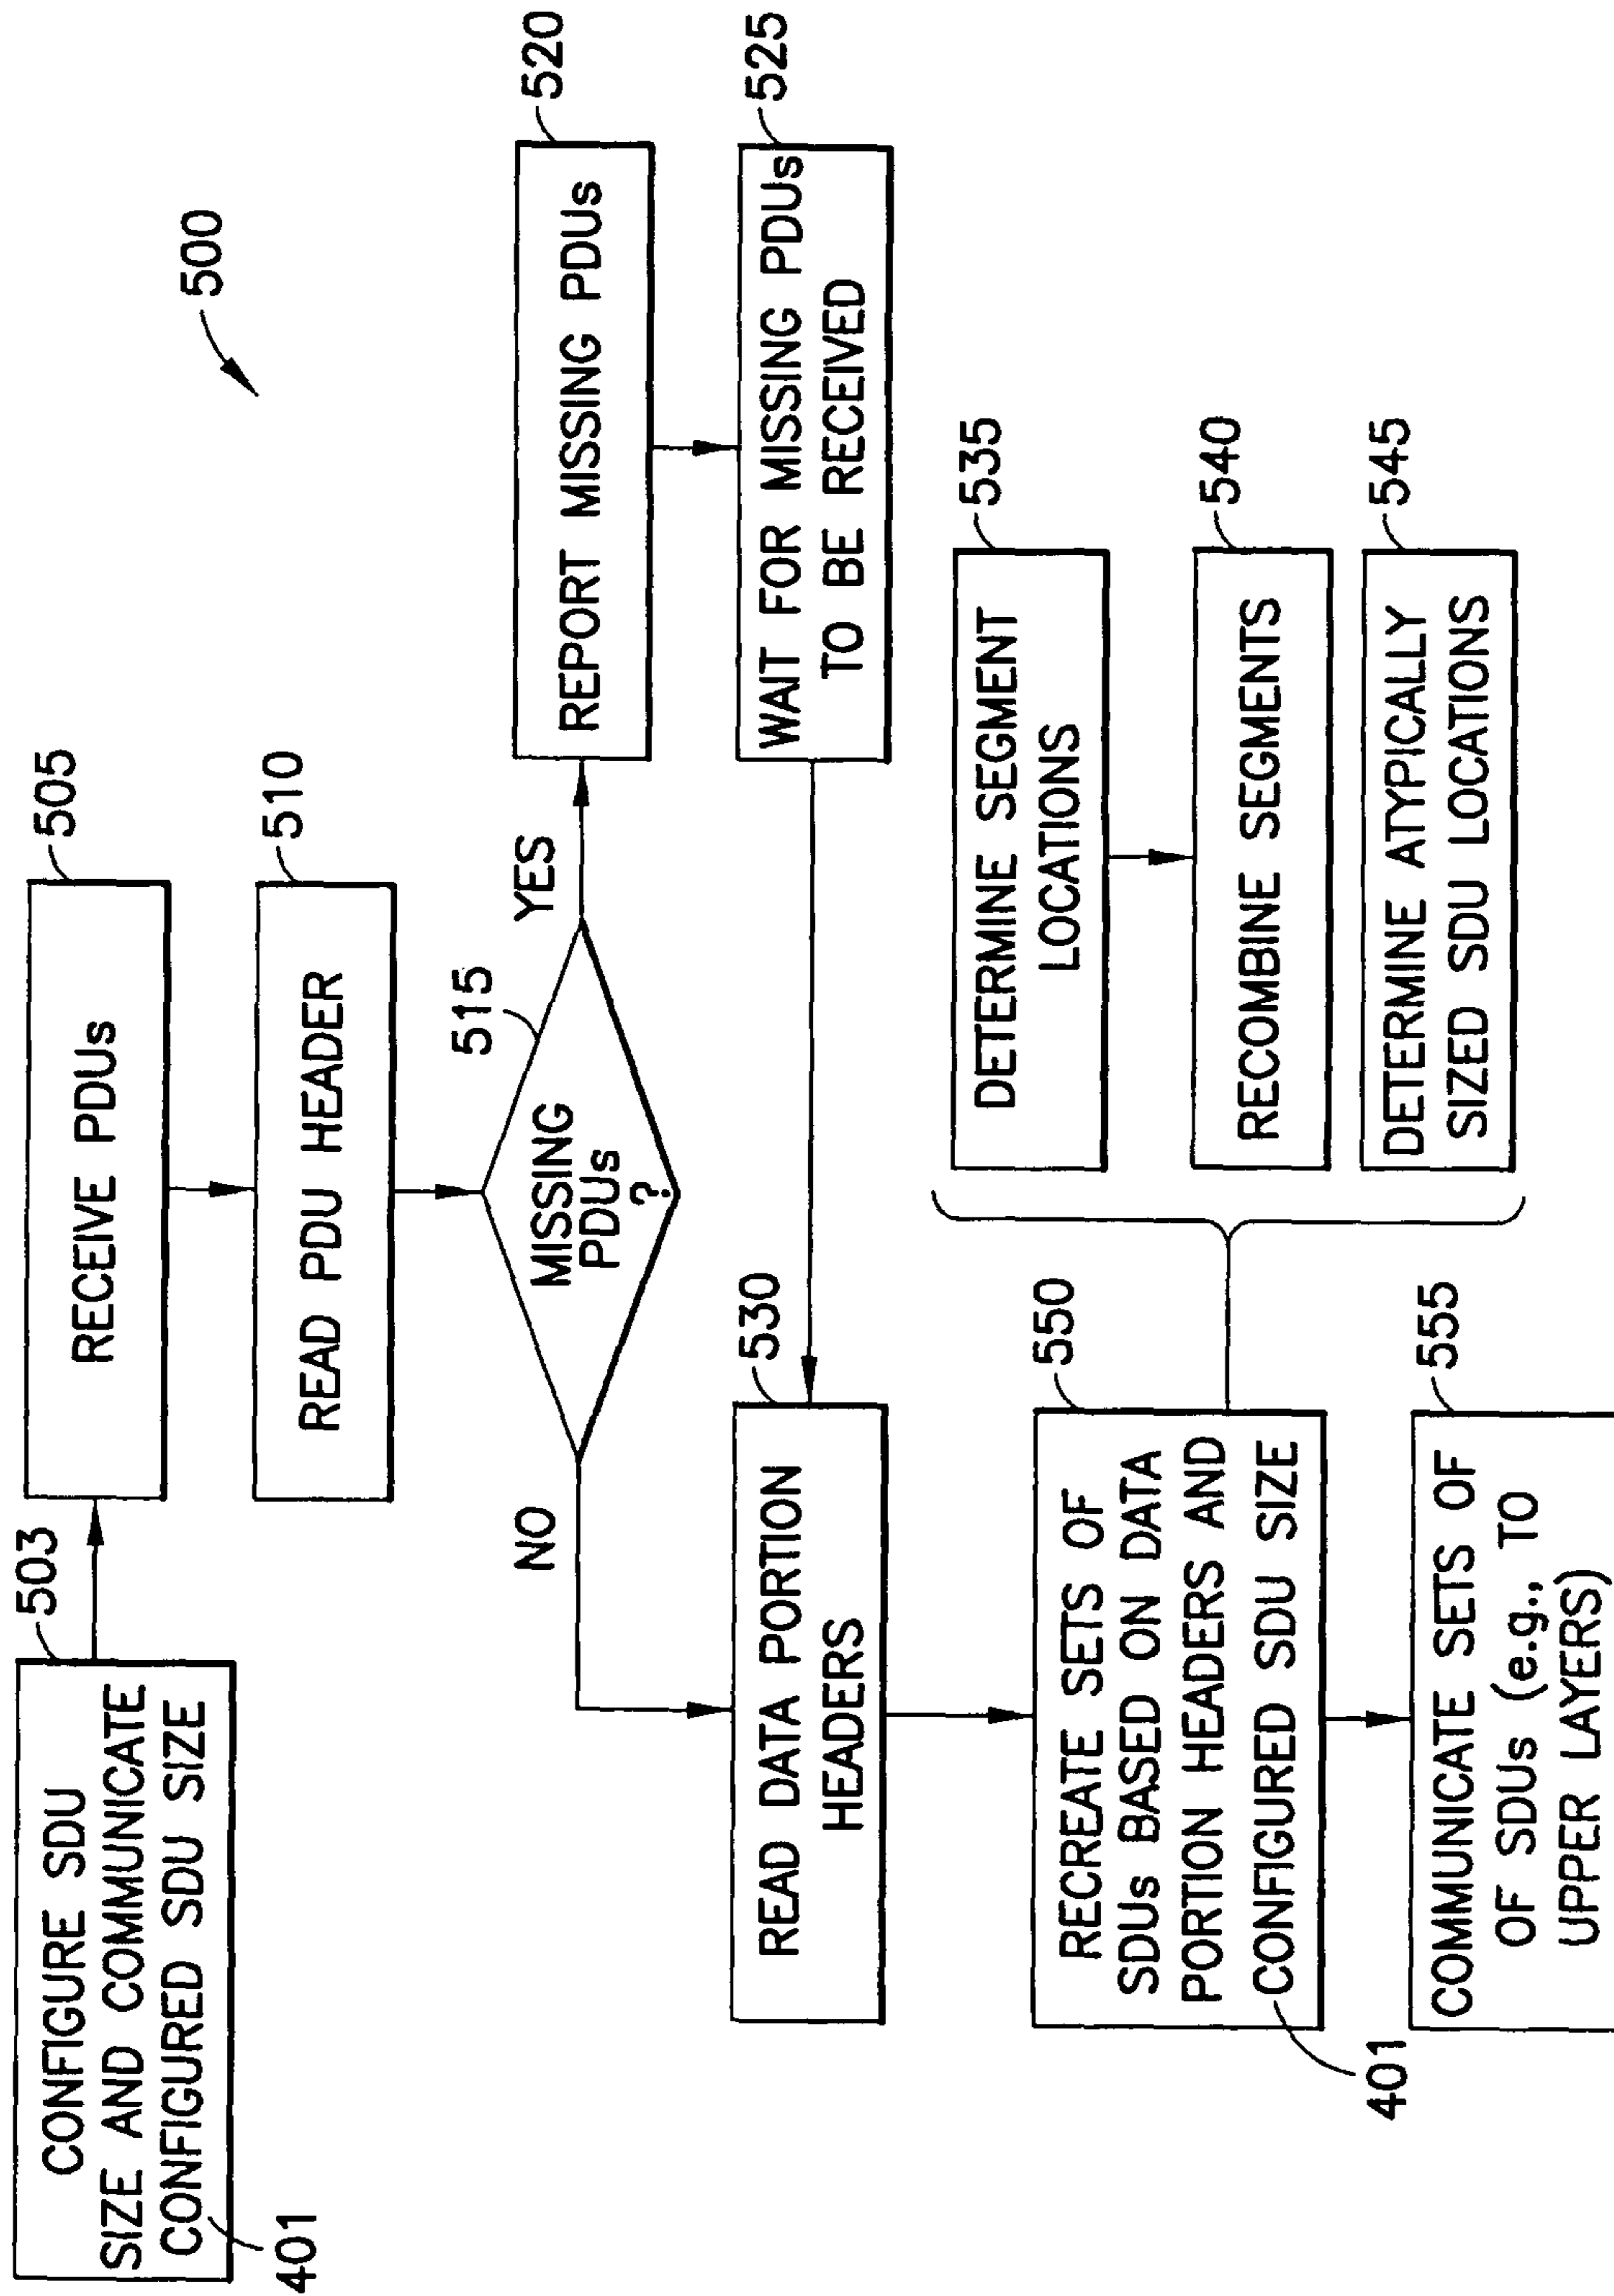 500
503
CONFIGURE SDU
SIZE AND COMMUNICATE
CONFIGURED SDU SIZE
401
505
RECEIVE PDUs
510
READ PDU HEADER
515
MISSING
PDUs
?
YES
NO
520
REPORT MISSING PDUs
525
WAIT FOR MISSING PDUs
TO BE RECEIVED
530
READ DATA PORTION
HEADERS
535
DETERMINE SEGMENT
LOCATIONS
540
RECOMBINE SEGMENTS
545
DETERMINE ATYPICALLY
SIZED SDU LOCATIONS
550
RECREATE SETS OF
SDUs BASED ON DATA
PORTION HEADERS AND
CONFIGURED SDU SIZE
401
555
COMMUNICATE SETS OF
OF SDUs (e.g., TO
UPPER LAYERS)